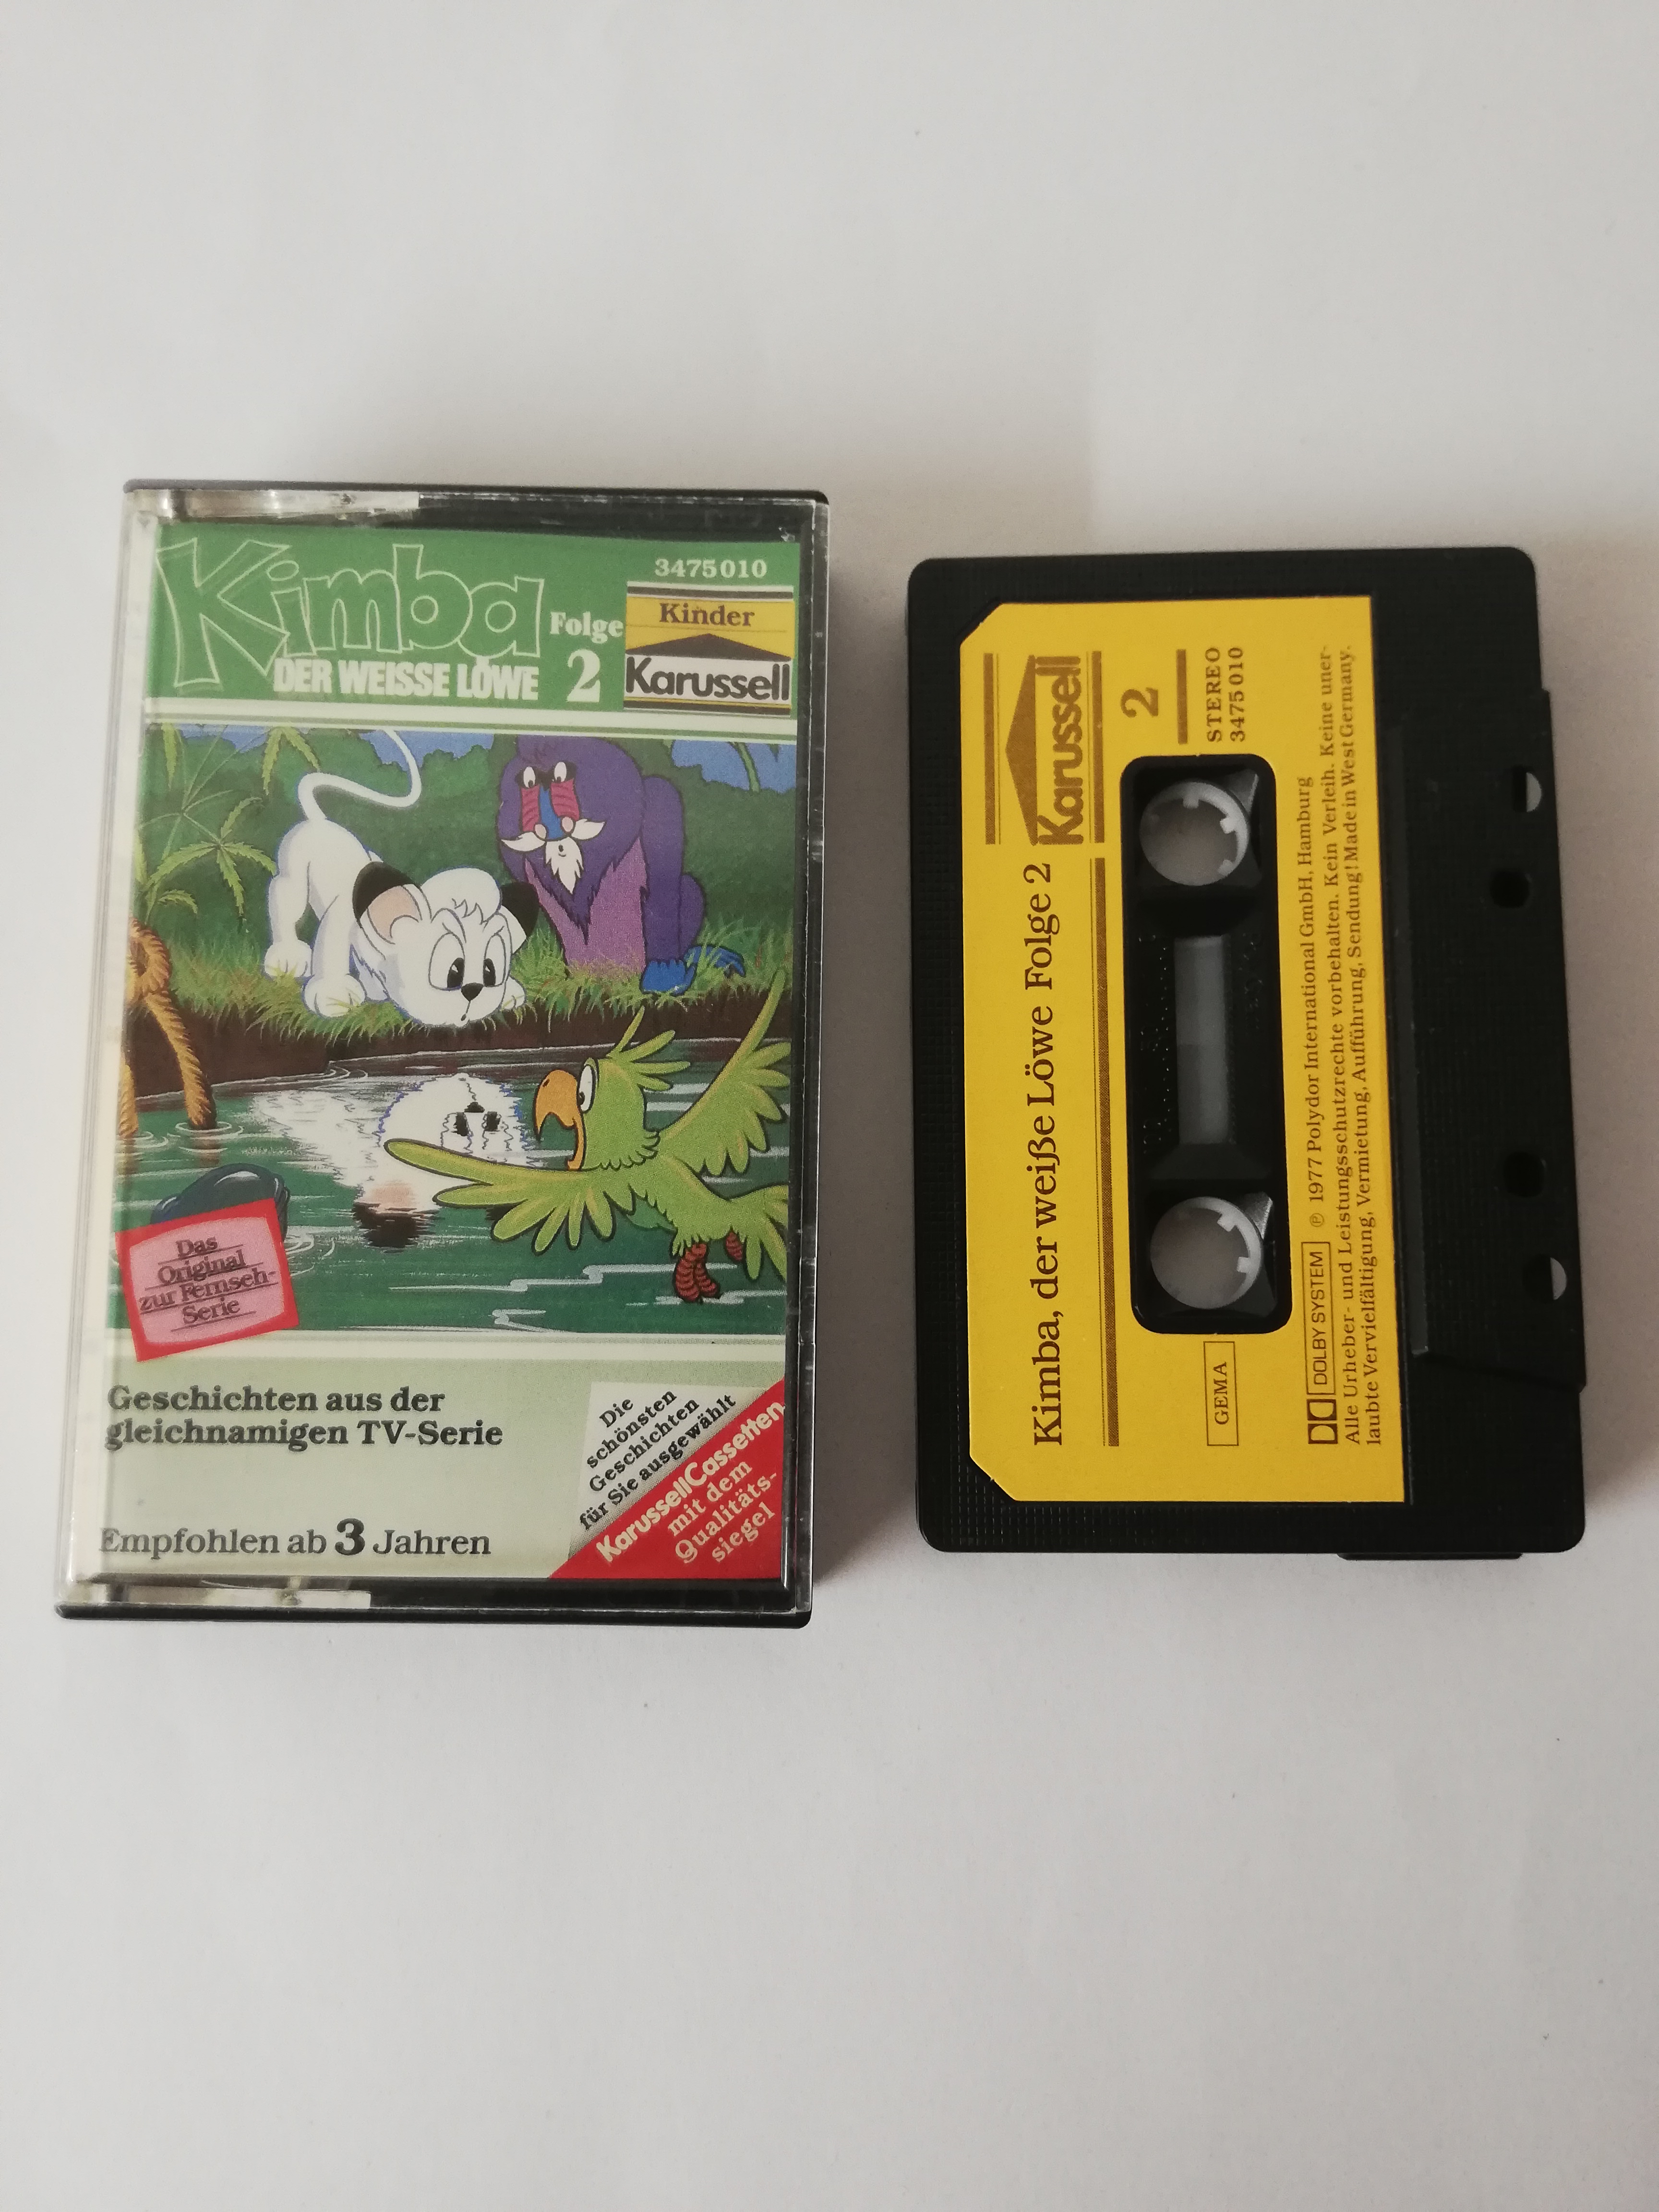 Kimba
DER WEISSE LÖWE
Folge
2
3475010
Kinder
Karussell
Das
Original
zur Fernseh-
Serie
Geschichten aus der
gleichnamigen TV-Serie
Empfohlen ab 3 Jahren
Die
schönsten
Geschichten
für Sie ausgewählt
KarussellCassetten
mit dem
Qualitäts-
siegel
Karussell
Kimba, der weiße Löwe Folge 2
2
STEREO
3475 010
GEMA
DOLBY SYSTEM ℗ 1977 Polydor International GmbH, Hamburg
Alle Urheber- und Leistungsschutzrechte vorbehalten. Kein Verleih. Keine uner-
laubte Vervielfältigung, Vermietung, Aufführung, Sendung! Made in West Germany.